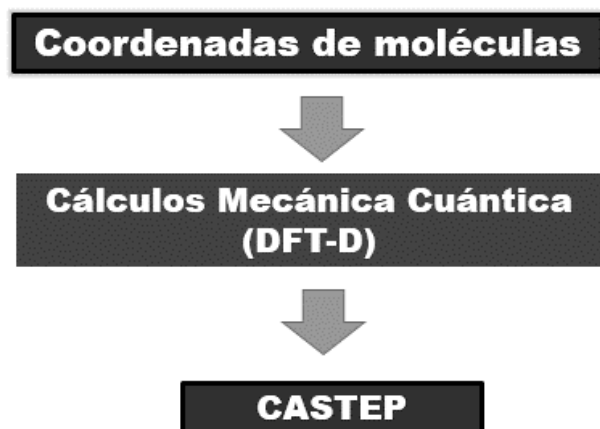 Coordenadas de moléculas
Cálculos Mecánica Cuántica
(DFT-D)
CASTEP